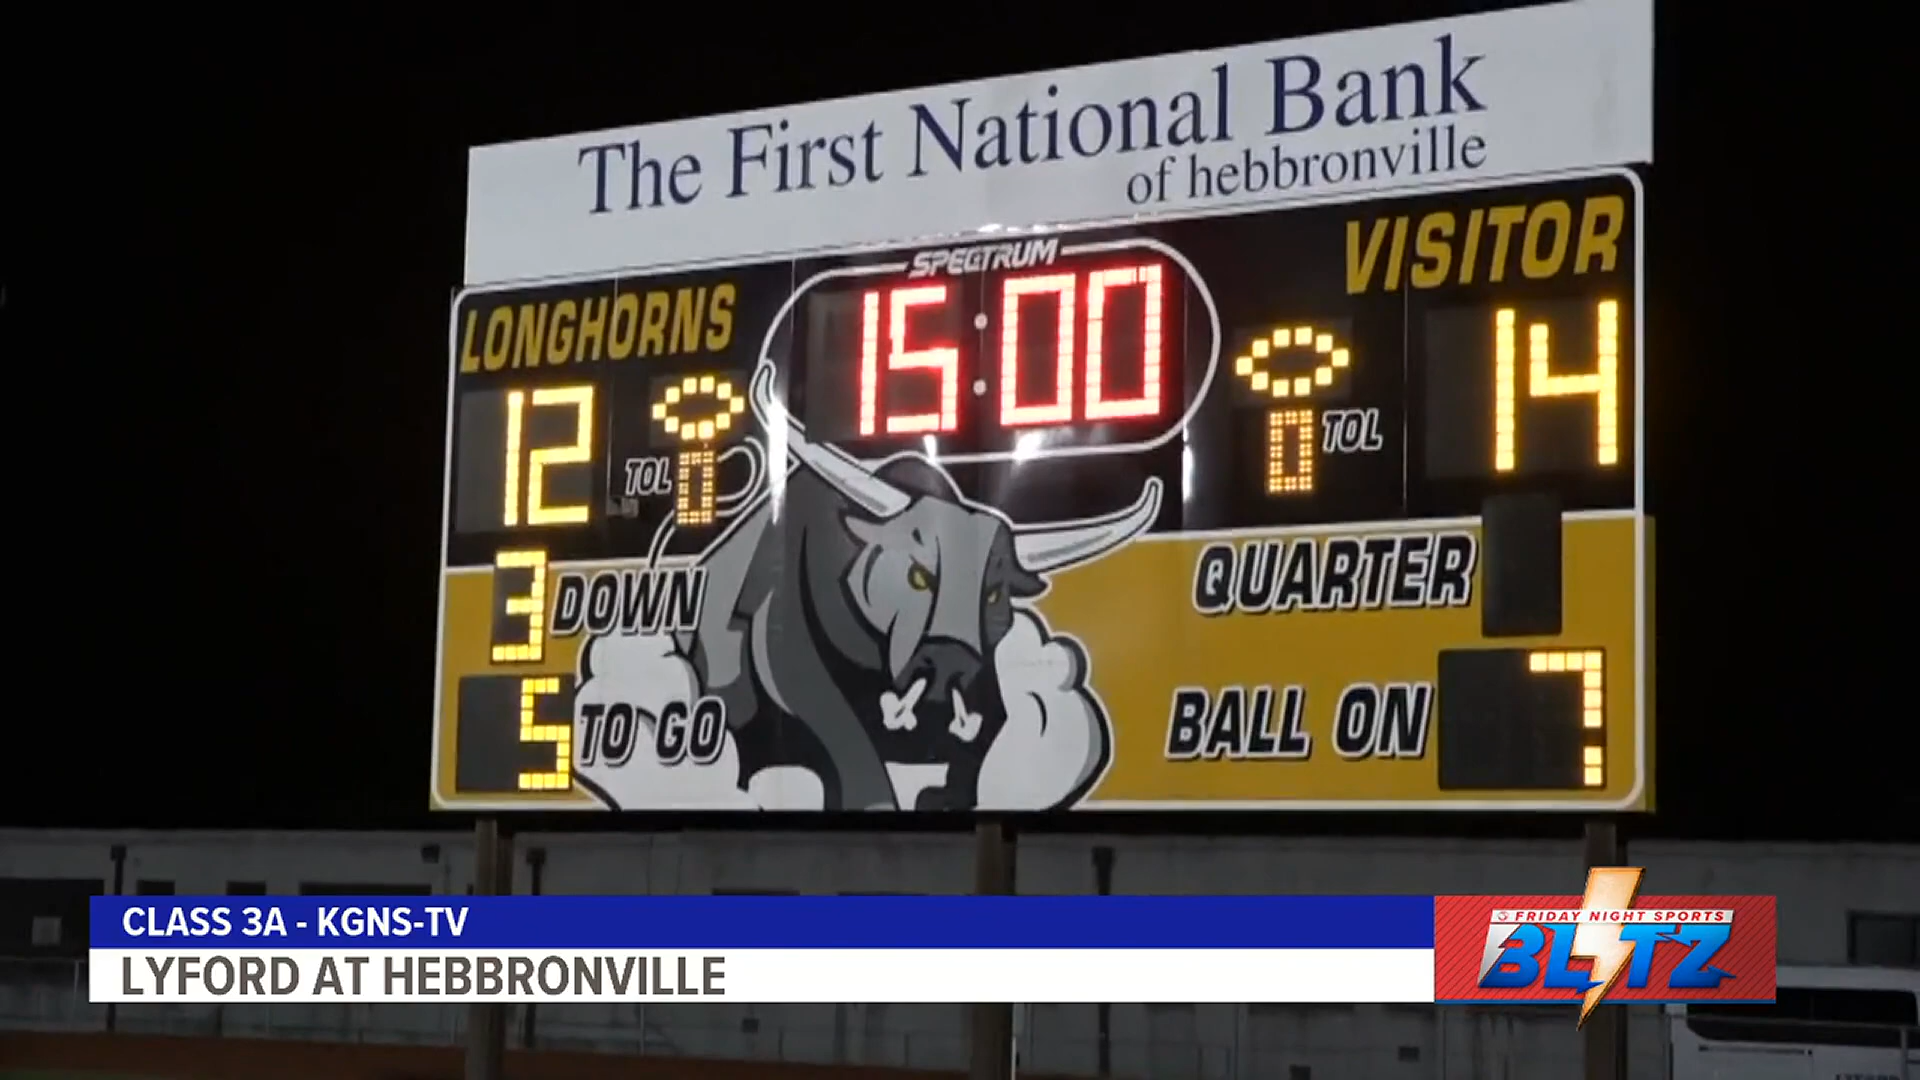 The First National Bank
of hebbronville
SPECTRUM
LONGHORNS
15:00
VISITOR
12
TOL
0
0
TOL
14
3 DOWN
QUARTER
5 TO GO
BALL ON 7
CLASS 3A - KGNS-TV
LYFORD AT HEBBRONVILLE
FRIDAY NIGHT SPORTS
BLITZ